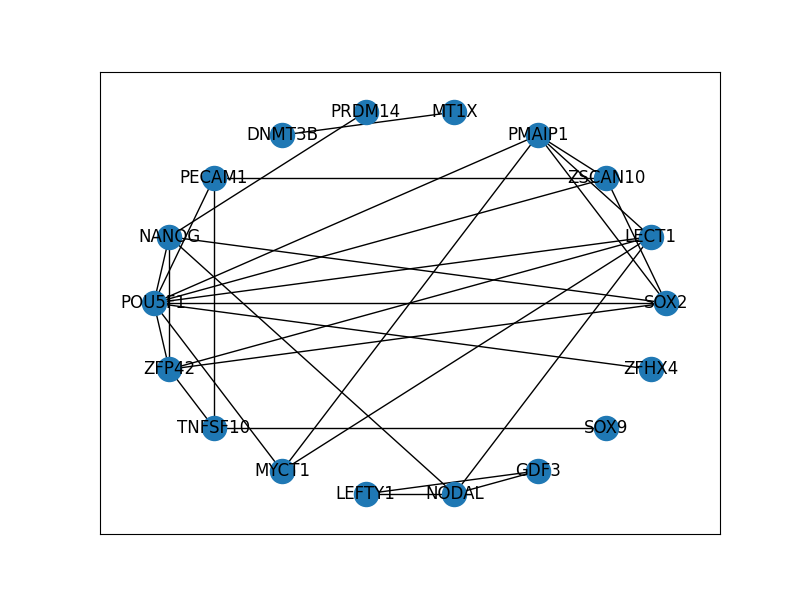 PRDM14 MT1X
DNMT3B PMAIP1
PECAM1 ZSCAN10
NANOG LECT1
POU5F1 SOX2
ZFP42 ZFHX4
TNFSF10 SOX9
MYCT1 GDF3
LEFTY1 NODAL